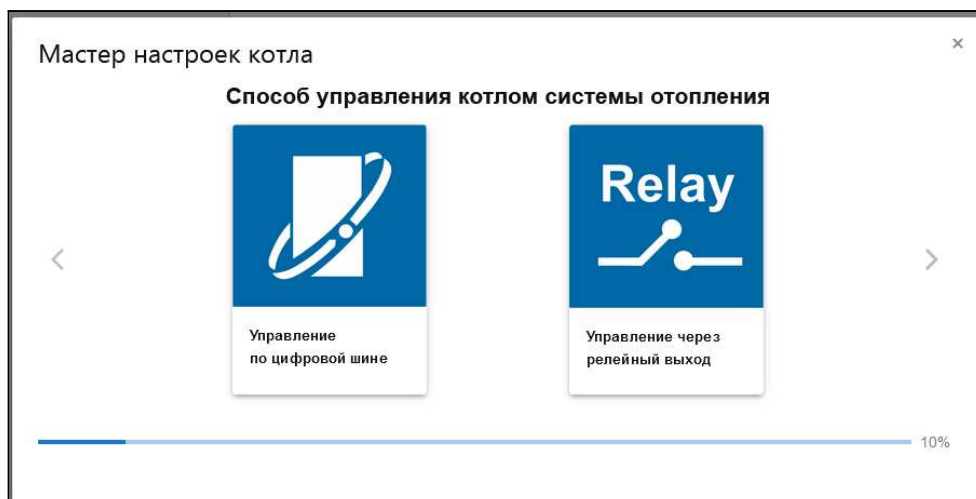 Мастер настроек котла
×
Способ управления котлом системы отопления
Relay
Управление
по цифровой шине
Управление через
релейный выход
10%